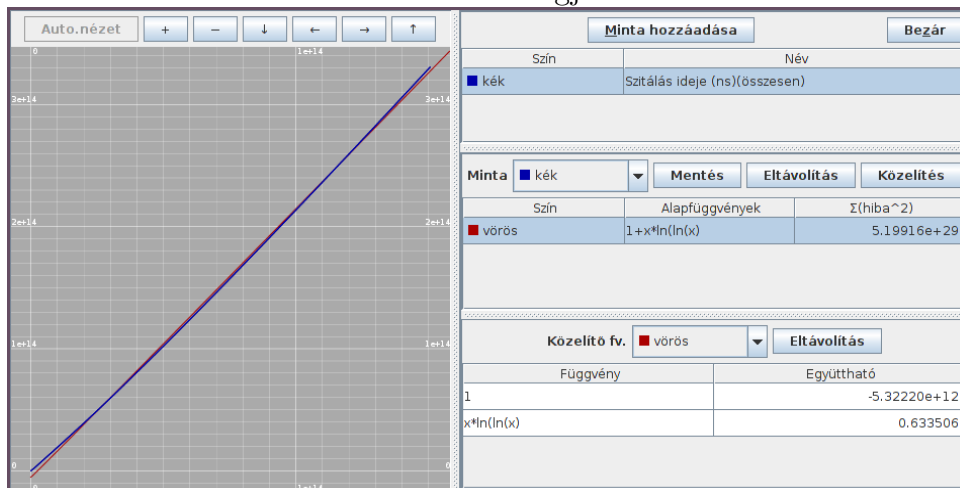 gj
Auto.nézet + − ↓ ← → ↑
0 1e+14
3e+14 3e+14
2e+14 2e+14
1e+14 1e+14
0 0
1e+14
Minta hozzáadása Bezár
Szín Név
kék Szitálás ideje (ns)(összesen)
Minta kék Mentés Eltávolítás Közelítés
Szín Alapfüggvények Σ(hiba^2)
vörös 1+x*ln(ln(x) 5.19916e+29
Közelítő fv. vörös Eltávolítás
Függvény Együttható
1 -5.32220e+12
x*ln(ln(x) 0.633506